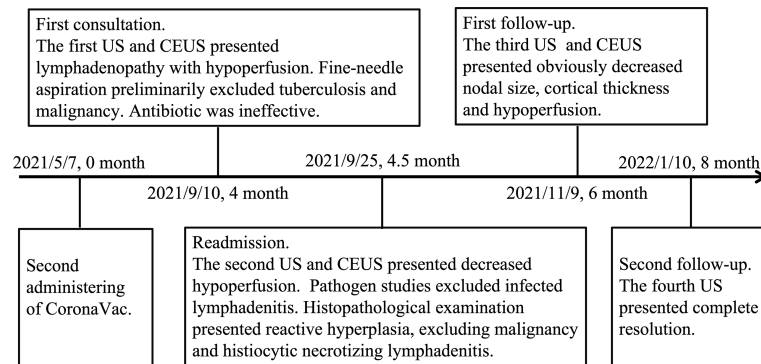 First consultation.
The first US and CEUS presented
lymphadenopathy with hypoperfusion. Fine-needle
aspiration preliminarily excluded tuberculosis and
malignancy. Antibiotic was ineffective.
First follow-up.
The third US and CEUS
presented obviously decreased
nodal size, cortical thickness
and hypoperfusion.
2021/5/7, 0 month
2021/9/25, 4.5 month
2022/1/10, 8 month
2021/9/10, 4 month
2021/11/9, 6 month
Second
administering
of CoronaVac.
Readmission.
The second US and CEUS presented decreased
hypoperfusion. Pathogen studies excluded infected
lymphadenitis. Histopathological examination
presented reactive hyperplasia, excluding malignancy
and histiocytic necrotizing lymphadenitis.
Second follow-up.
The fourth US
presented complete
resolution.